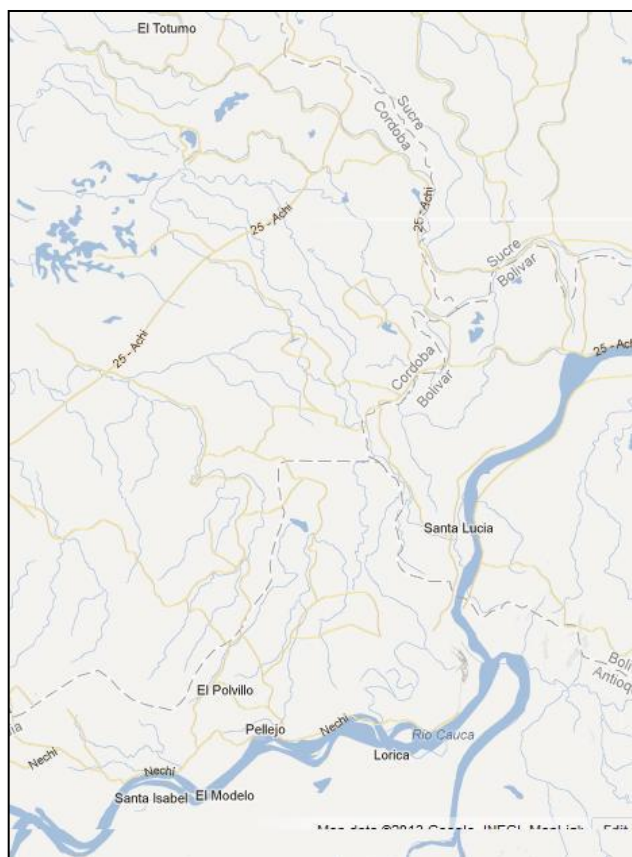 El Totumo
Sucre
Cordoba
25 - Achi
25 - Achi
Sucre
Bolivar
25 - Achi
25 - Achi
Cordoba
Bolivar
Santa Lucia
Antioq
El Polvillo
Nechi
Pellejo
Rio Cauca
Nechi
Lorica
Nechi
Santa Isabel
El Modelo